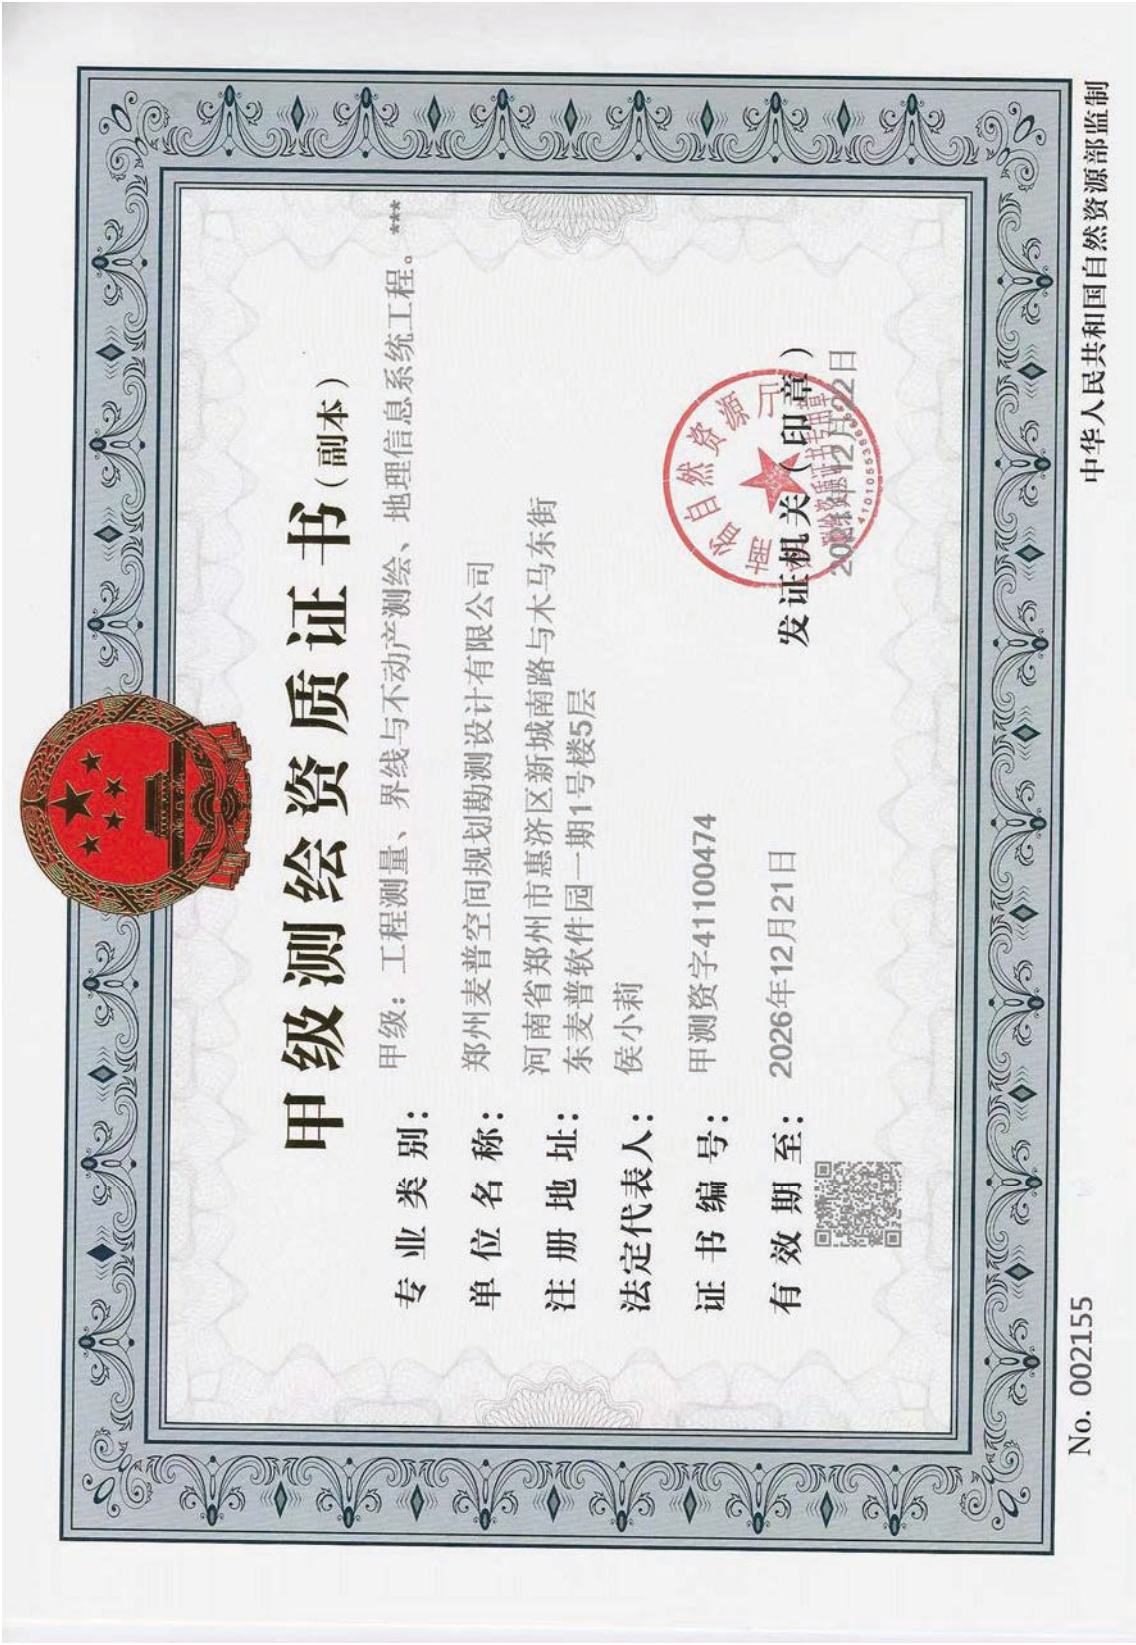 甲级测绘资质证书(副本)
专业类别：甲级：工程测量、界线与不动产测绘、地理信息系统工程。***
单位名称：郑州麦普空间规划勘测设计有限公司
注册地址：河南省郑州市惠济区新城南路与木马东街
东麦普软件园一期1号楼5层
法定代表人：侯小莉
证书编号：甲测资字41100474
有效期至：2026年12月21日
省自然资源厅
发证机关(印章)
2021年12月22日
No. 002155
中华人民共和国自然资源部监制